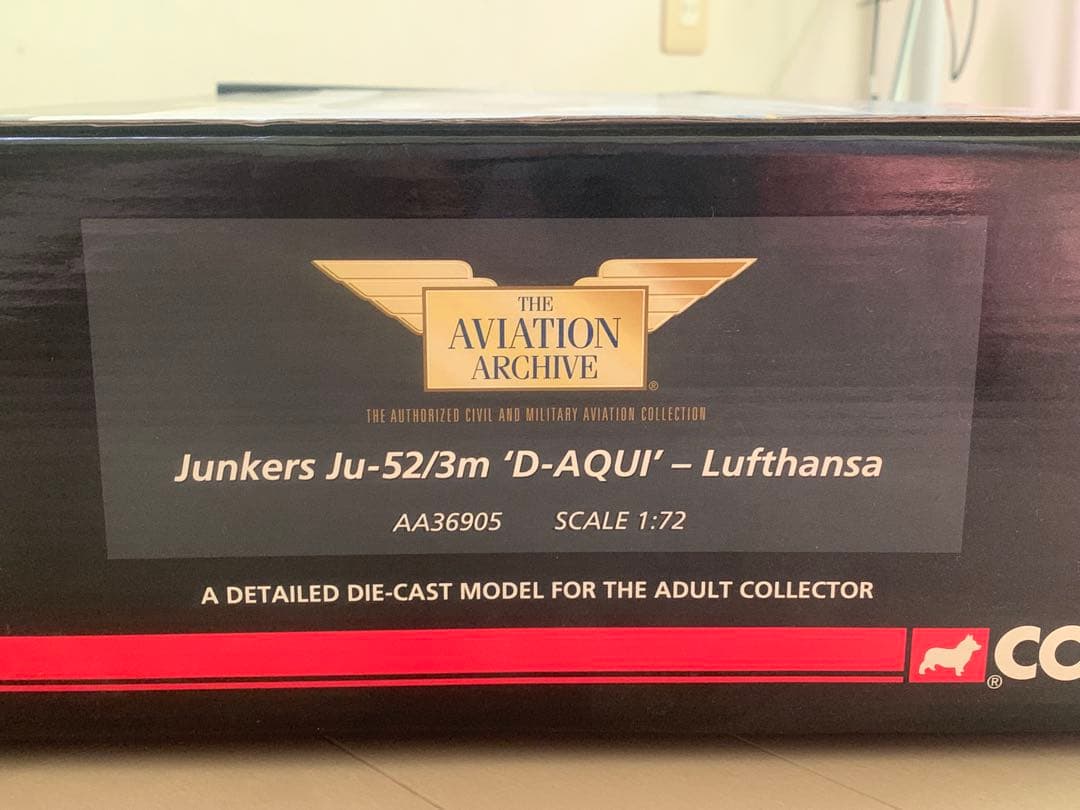 THE
AVIATION
ARCHIVE
®
THE AUTHORIZED CIVIL AND MILITARY AVIATION COLLECTION
Junkers Ju-52/3m ‘D-AQUI’ – Lufthansa
AA36905 SCALE 1:72
A DETAILED DIE-CAST MODEL FOR THE ADULT COLLECTOR
® CO